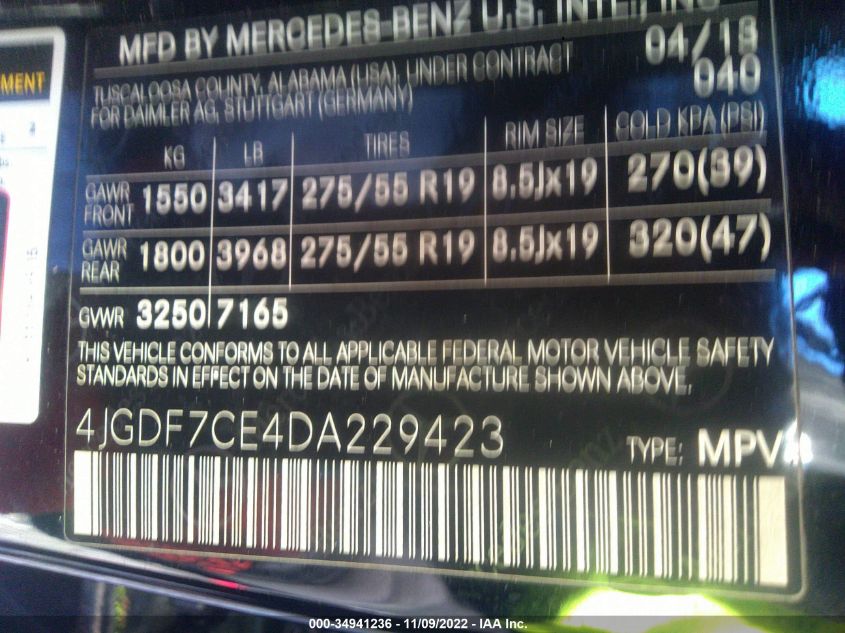 MFD BY MERCEDES-BENZ U.S. INTL., INC
04/13
TUSCALOOSA COUNTY, ALABAMA (USA), UNDER CONTRACT
040
FOR DAIMLER AG, STUTTGART (GERMANY)
KG LB TIRES RIM SIZE COLD KPA (PSI)
GAWR FRONT 1550 3417 275/55 R19 8,5Jx19 270(39)
GAWR REAR 1800 3968 275/55 R19 8.5Jx19 320(47)
GVWR 3250 7165
THIS VEHICLE CONFORMS TO ALL APPLICABLE FEDERAL MOTOR VEHICLE SAFETY
STANDARDS IN EFFECT ON THE DATE OF MANUFACTURE SHOWN ABOVE.
4JGDF7CE4DA229423 TYPE: MPV
MENT
000-34941236 - 11/09/2022 - IAA Inc.